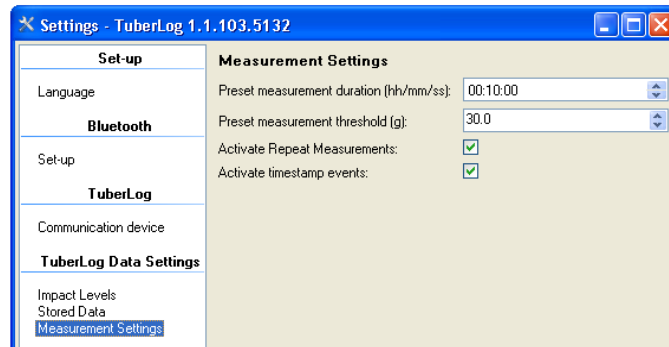 Settings - TuberLog 1.1.103.5132
Set-up
Language
Bluetooth
Set-up
TuberLog
Communication device
TuberLog Data Settings
Impact Levels
Stored Data
Measurement Settings
Measurement Settings
Preset measurement duration (hh/mm/ss): 00:10:00
Preset measurement threshold (g): 30.0
Activate Repeat Measurements:
Activate timestamp events: